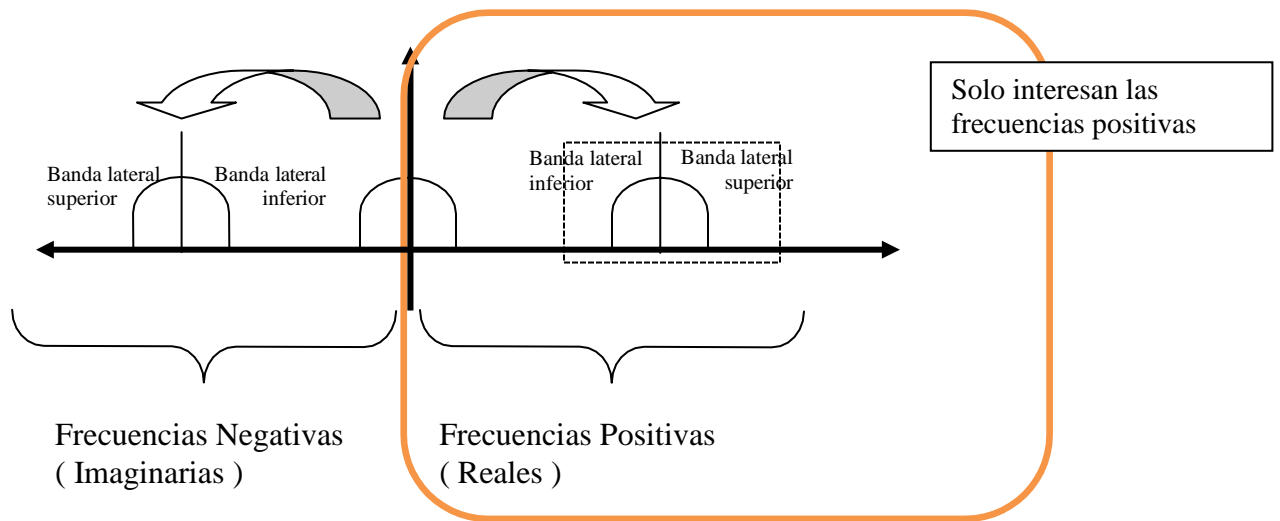 Solo interesan las
frecuencias positivas
Banda lateral
superior
Banda lateral
inferior
Banda lateral
inferior
Banda lateral
superior
Frecuencias Negativas
( Imaginarias )
Frecuencias Positivas
( Reales )